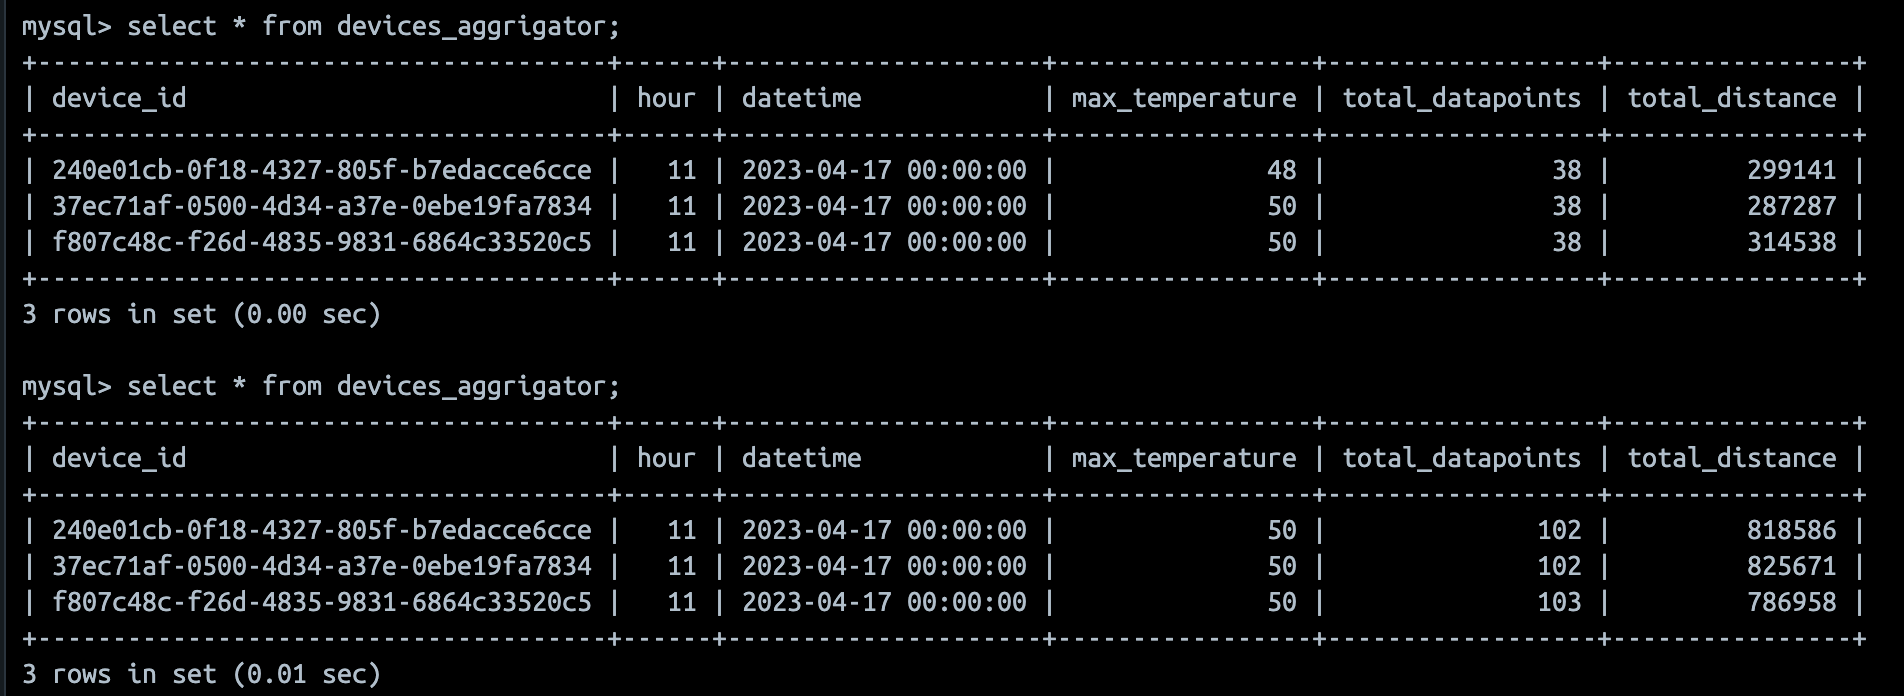 mysql> select * from devices_aggrigator;
+--------------------------------------+------+---------------------+-----------------+------------------+----------------+
| device_id                            | hour | datetime            | max_temperature | total_datapoints | total_distance |
+--------------------------------------+------+---------------------+-----------------+------------------+----------------+
| 240e01cb-0f18-4327-805f-b7edacce6cce |   11 | 2023-04-17 00:00:00 |              48 |               38 |         299141 |
| 37ec71af-0500-4d34-a37e-0ebe19fa7834 |   11 | 2023-04-17 00:00:00 |              50 |               38 |         287287 |
| f807c48c-f26d-4835-9831-6864c33520c5 |   11 | 2023-04-17 00:00:00 |              50 |               38 |         314538 |
+--------------------------------------+------+---------------------+-----------------+------------------+----------------+
3 rows in set (0.00 sec)

mysql> select * from devices_aggrigator;
+--------------------------------------+------+---------------------+-----------------+------------------+----------------+
| device_id                            | hour | datetime            | max_temperature | total_datapoints | total_distance |
+--------------------------------------+------+---------------------+-----------------+------------------+----------------+
| 240e01cb-0f18-4327-805f-b7edacce6cce |   11 | 2023-04-17 00:00:00 |              50 |              102 |         818586 |
| 37ec71af-0500-4d34-a37e-0ebe19fa7834 |   11 | 2023-04-17 00:00:00 |              50 |              102 |         825671 |
| f807c48c-f26d-4835-9831-6864c33520c5 |   11 | 2023-04-17 00:00:00 |              50 |              103 |         786958 |
+--------------------------------------+------+---------------------+-----------------+------------------+----------------+
3 rows in set (0.01 sec)